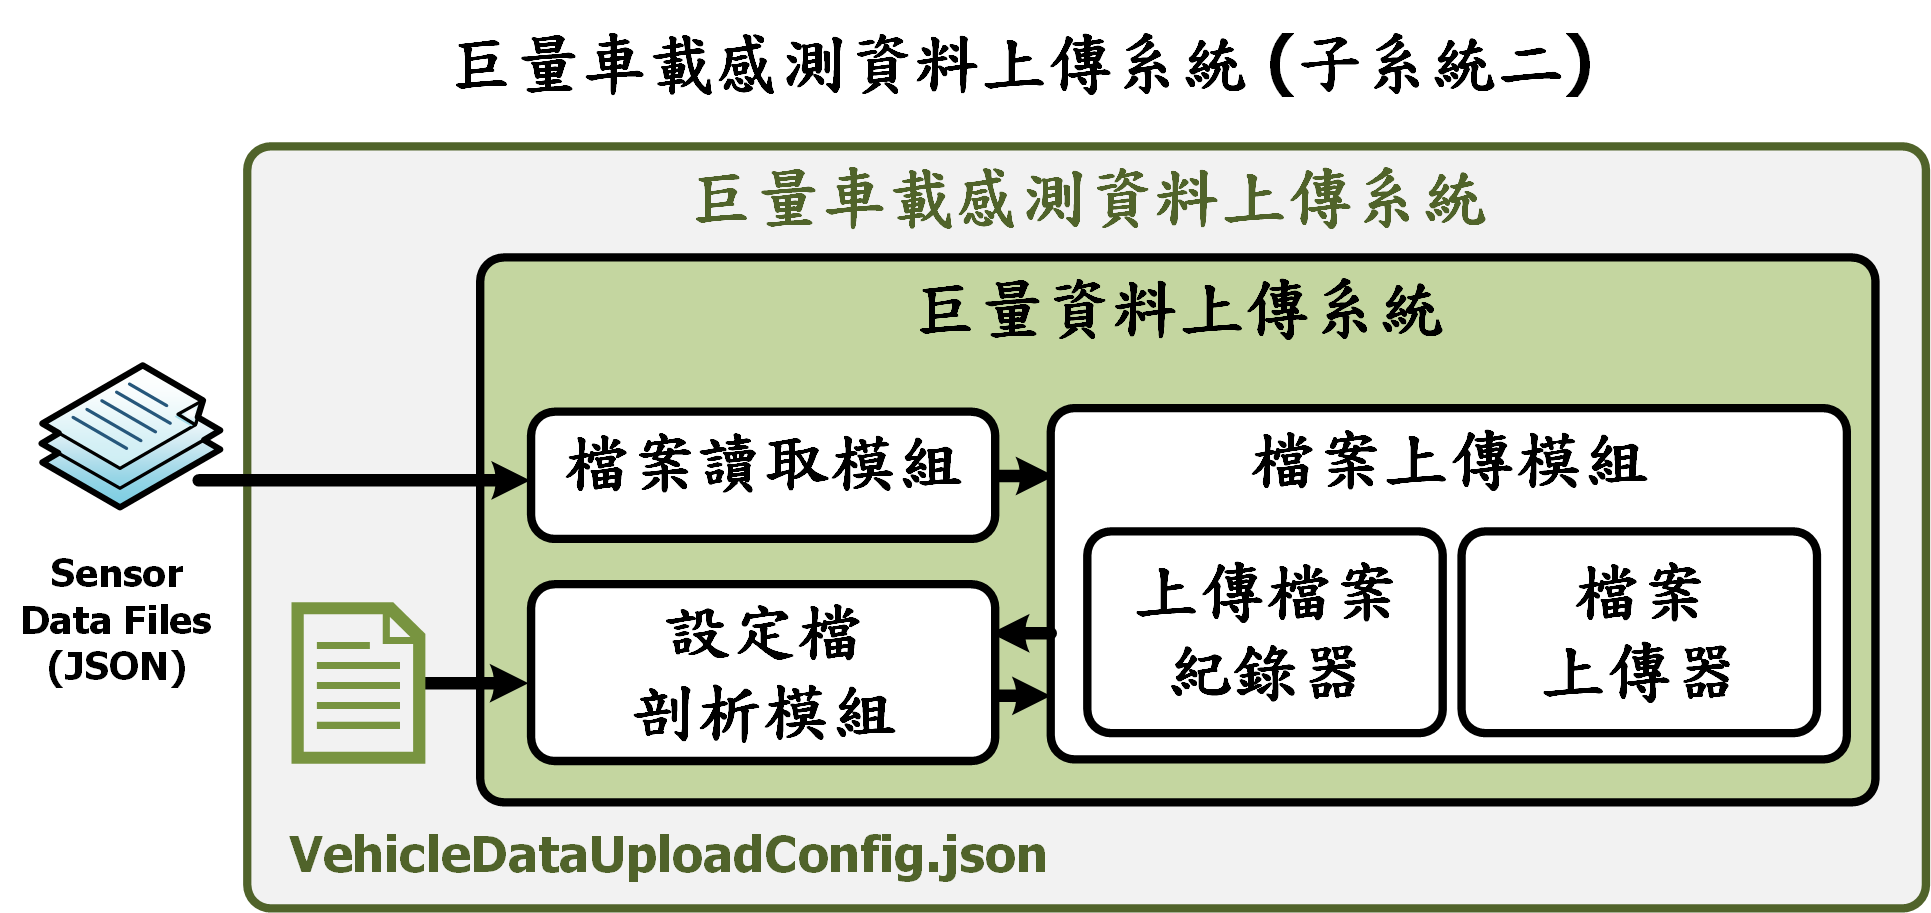 巨量車載感測資料上傳系統 (子系統二)
巨量車載感測資料上傳系統
巨量資料上傳系統
檔案讀取模組
檔案上傳模組
Sensor
Data Files
(JSON)
設定檔
剖析模組
上傳檔案
紀錄器
檔案
上傳器
VehicleDataUploadConfig.json